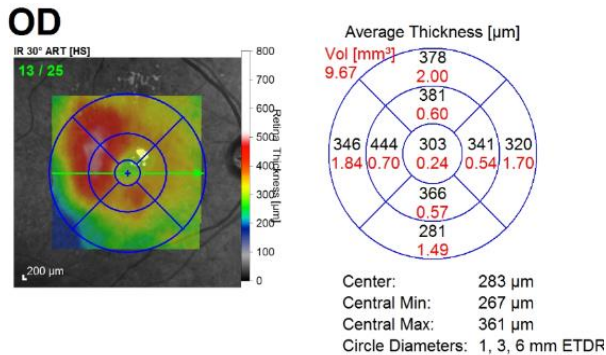 OD
IR 30° ART [HS]
13 / 25
800
700
600
500
400
300
200
100
0
Retina Thickness [µm]
200 µm
Average Thickness [µm]
Vol [mm³]
9.67
378
2.00
381
0.60
346 444 303 341 320
1.84 0.70 0.24 0.54 1.70
366
0.57
281
1.49
Center: 283 µm
Central Min: 267 µm
Central Max: 361 µm
Circle Diameters: 1, 3, 6 mm ETDR